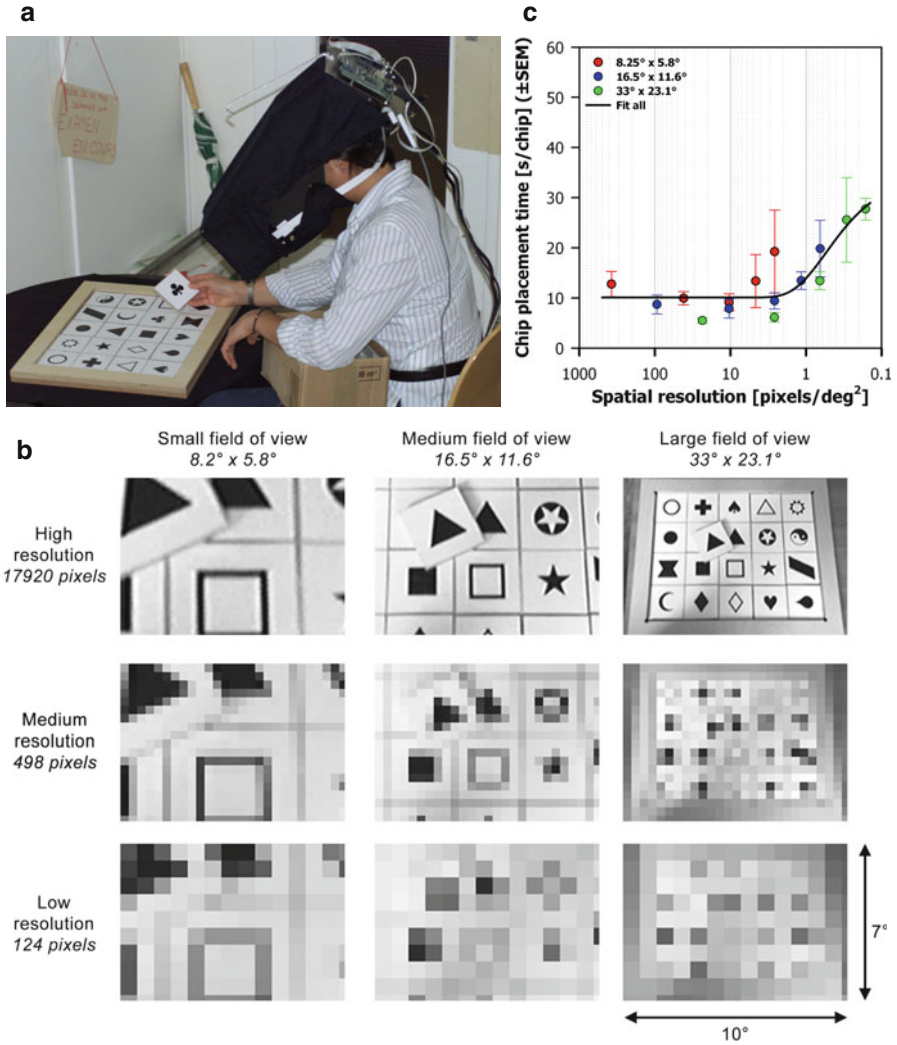 a
EXAMEN
EN COURS
c
Chip placement time [s/chip] (±SEM)
60
50
40
30
20
10
0
8.25° x 5.8°
16.5° x 11.6°
33° x 23.1°
Fit all
1000
100
10
1
0.1
Spatial resolution [pixels/deg²]
b
Small field of view
8.2° x 5.8°
Medium field of view
16.5° x 11.6°
Large field of view
33° x 23.1°
High
resolution
17920 pixels
Medium
resolution
498 pixels
Low
resolution
124 pixels
7°
10°